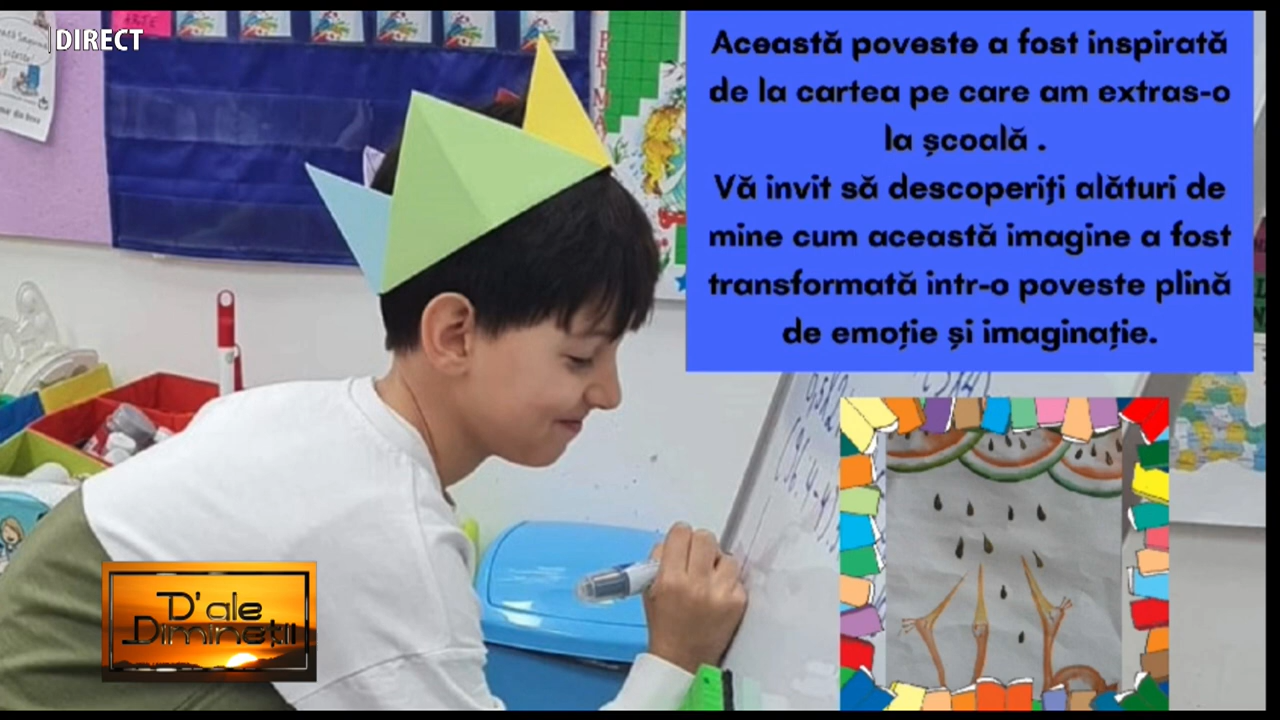 DIRECT
ARTE
Această poveste a fost inspirată
de la cartea pe care am extras-o
la școală .
Vă invit să descoperiți alături de
mine cum această imagine a fost
transformată intr-o poveste plină
de emoție și imaginație.
D'ale
Dimineții